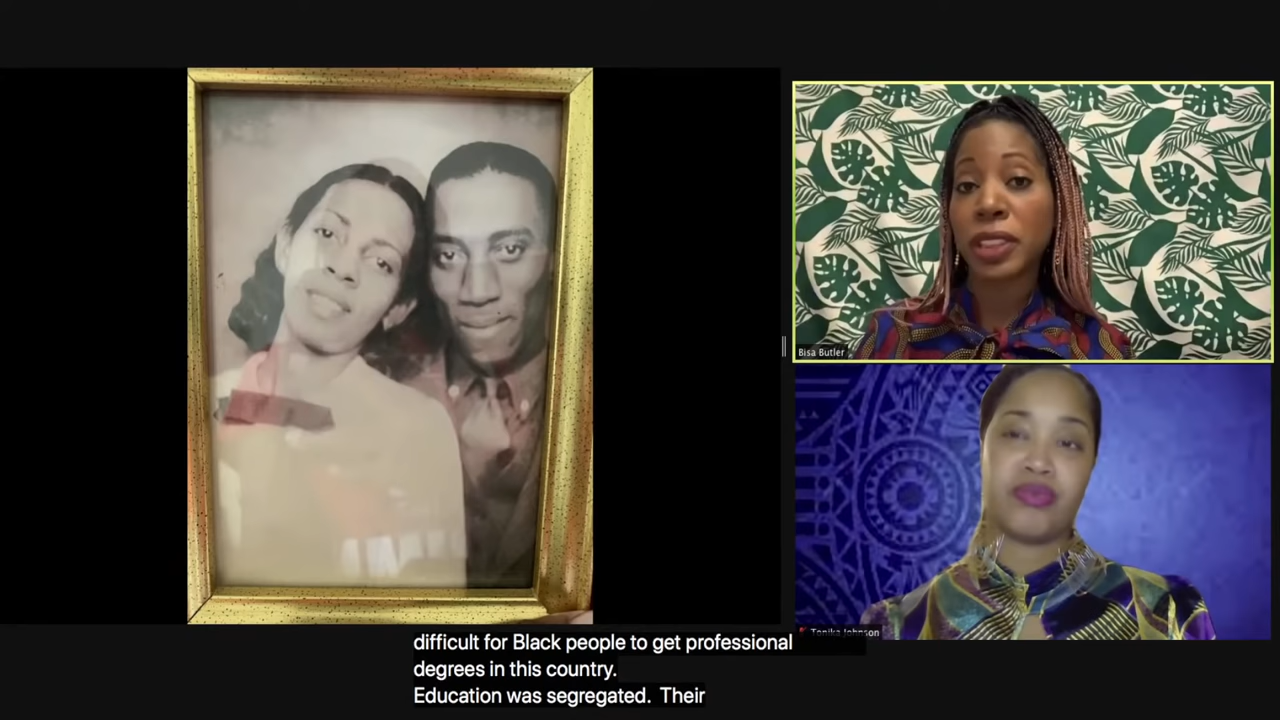 Bisa Butler
Tonika Johnson
difficult for Black people to get professional
degrees in this country.
Education was segregated. Their